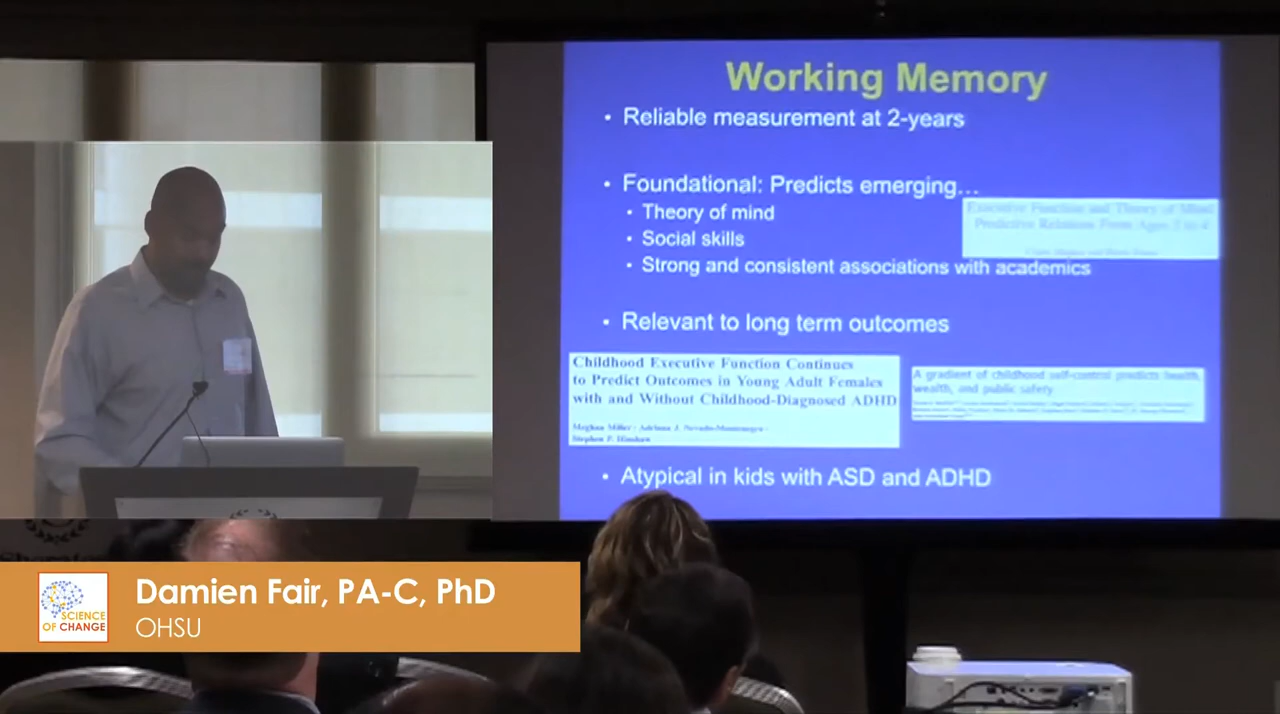 Working Memory
• Reliable measurement at 2-years
• Foundational: Predicts emerging…
• Theory of mind
• Social skills
• Strong and consistent associations with academics
Executive Function and Theory of Mind:
Predictive Relations From Ages 2 to 4
• Relevant to long term outcomes
Childhood Executive Function Continues
to Predict Outcomes in Young Adult Females
with and Without Childhood-Diagnosed ADHD
Meghan Miller · Adriana J. Nevado-Montenegro ·
Stephen P. Hinshaw
A gradient of childhood self-control predicts health,
wealth, and public safety
• Atypical in kids with ASD and ADHD
Sheraton
SCIENCE
OF CHANGE
Damien Fair, PA-C, PhD
OHSU